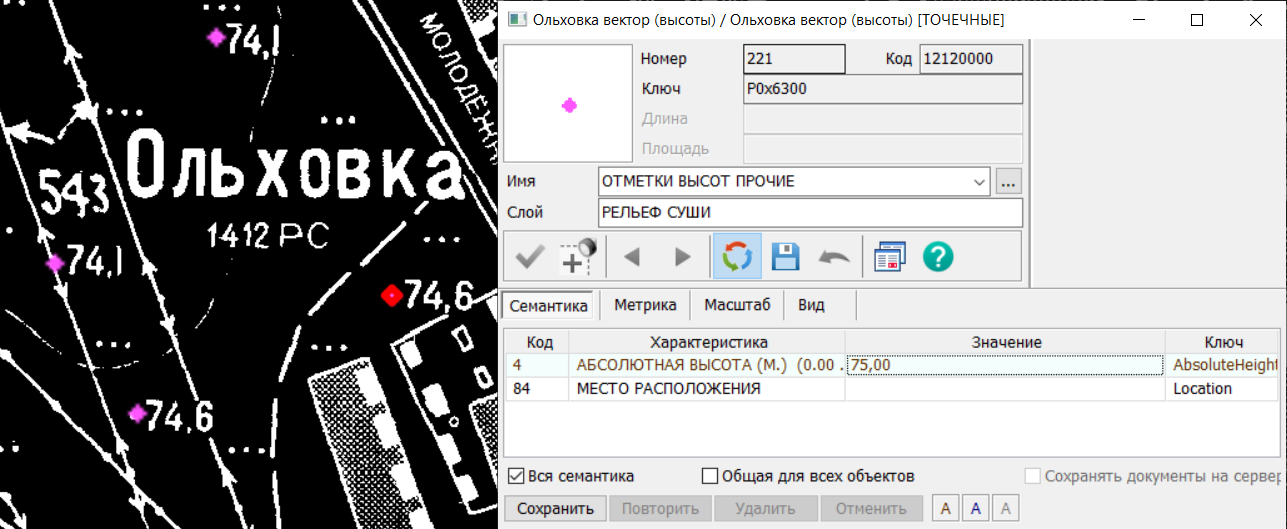 74,1
МОЛОДЁЖН
Ольховка
543
1412 РС
74,1
74,6
74,6
Ольховка вектор (высоты) / Ольховка вектор (высоты) [ТОЧЕЧНЫЕ]
Номер 221 Код 12120000
Ключ P0x6300
Длина
Площадь
Имя ОТМЕТКИ ВЫСОТ ПРОЧИЕ ...
Слой РЕЛЬЕФ СУШИ
Семантика Метрика Масштаб Вид
Код Характеристика Значение Ключ
4 АБСОЛЮТНАЯ ВЫСОТА (М.) (0.00 . 75,00 AbsoluteHeight
84 МЕСТО РАСПОЛОЖЕНИЯ Location
Вся семантика Общая для всех объектов Сохранять документы на сервер
Сохранить Повторить Удалить Отменить А А А